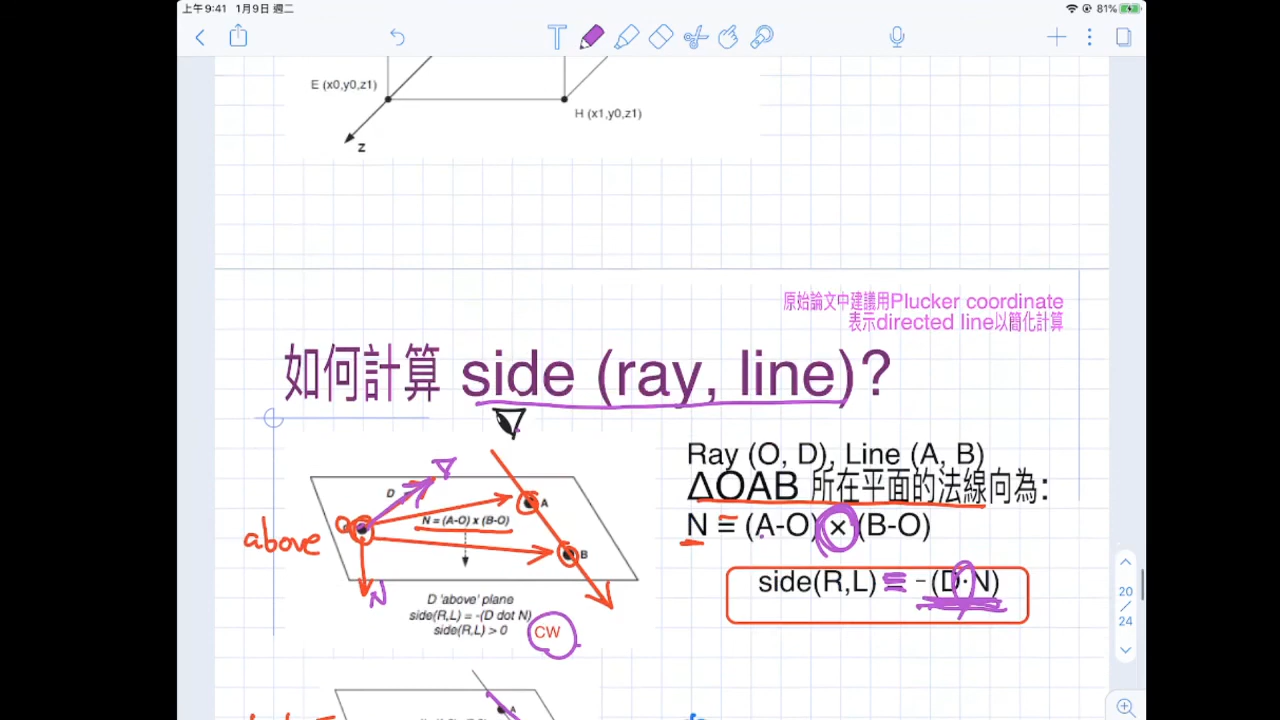 上午9:41 1月9日 週二
81%
E (x0,y0,z1)
H (x1,y0,z1)
z
原始論文中建議用Plucker coordinate
表示directed line以簡化計算
如何計算 side (ray, line)?
Ray (O, D), Line (A, B)
ΔOAB 所在平面的法線向為:
N ≡ (A-O) × (B-O)
side(R,L) ≡ -(D·N)
D
A
N = (A-O) x (B-O)
above
B
N
D 'above' plane
side(R,L) = -(D dot N)
side(R,L) > 0
CW
20
/
24
A